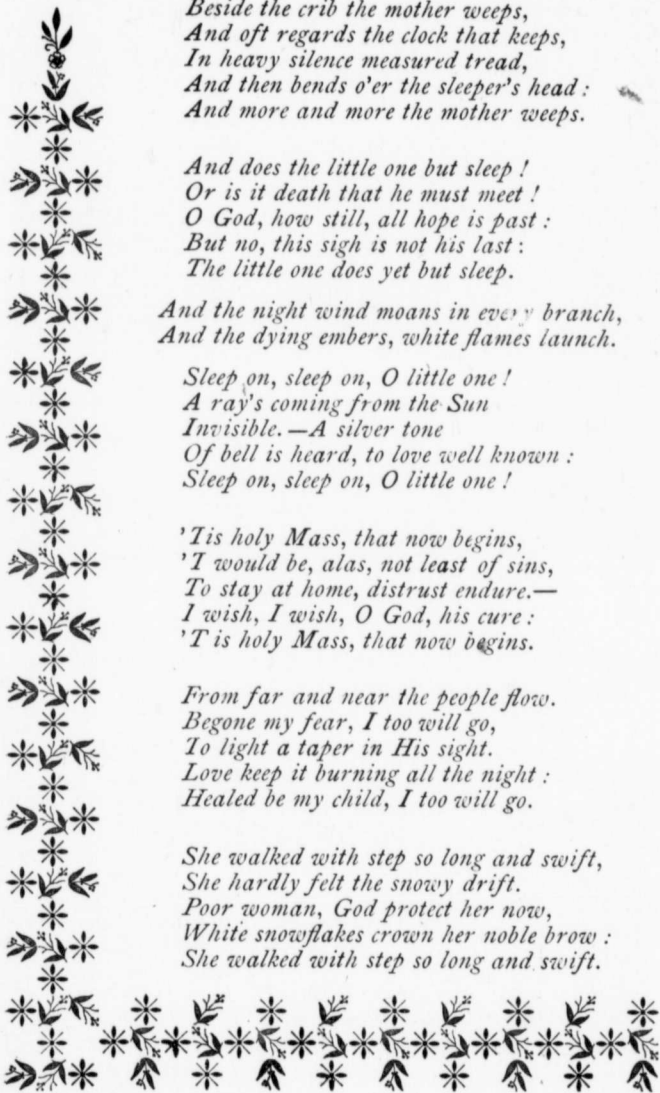 Beside the crib the mother weeps,
And oft regards the clock that keeps,
In heavy silence measured tread,
And then bends o'er the sleeper's head :
And more and more the mother weeps.

And does the little one but sleep !
Or is it death that he must meet !
O God, how still, all hope is past :
But no, this sigh is not his last :
The little one does yet but sleep.

And the night wind moans in every branch,
And the dying embers, white flames launch.

Sleep on, sleep on, O little one !
A ray's coming from the Sun
Invisible. —A silver tone
Of bell is heard, to love well known :
Sleep on, sleep on, O little one !

'Tis holy Mass, that now begins,
'T would be, alas, not least of sins,
To stay at home, distrust endure.—
I wish, I wish, O God, his cure :
'T is holy Mass, that now begins.

From far and near the people flow.
Begone my fear, I too will go,
To light a taper in His sight.
Love keep it burning all the night :
Healed be my child, I too will go.

She walked with step so long and swift,
She hardly felt the snowy drift.
Poor woman, God protect her now,
White snowflakes crown her noble brow :
She walked with step so long and swift.